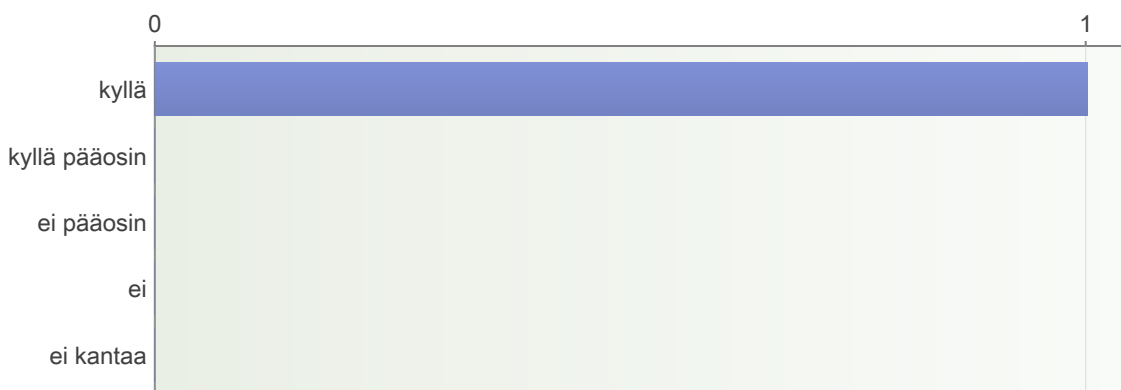 0 1
kyllä
kyllä pääosin
ei pääosin
ei
ei kantaa